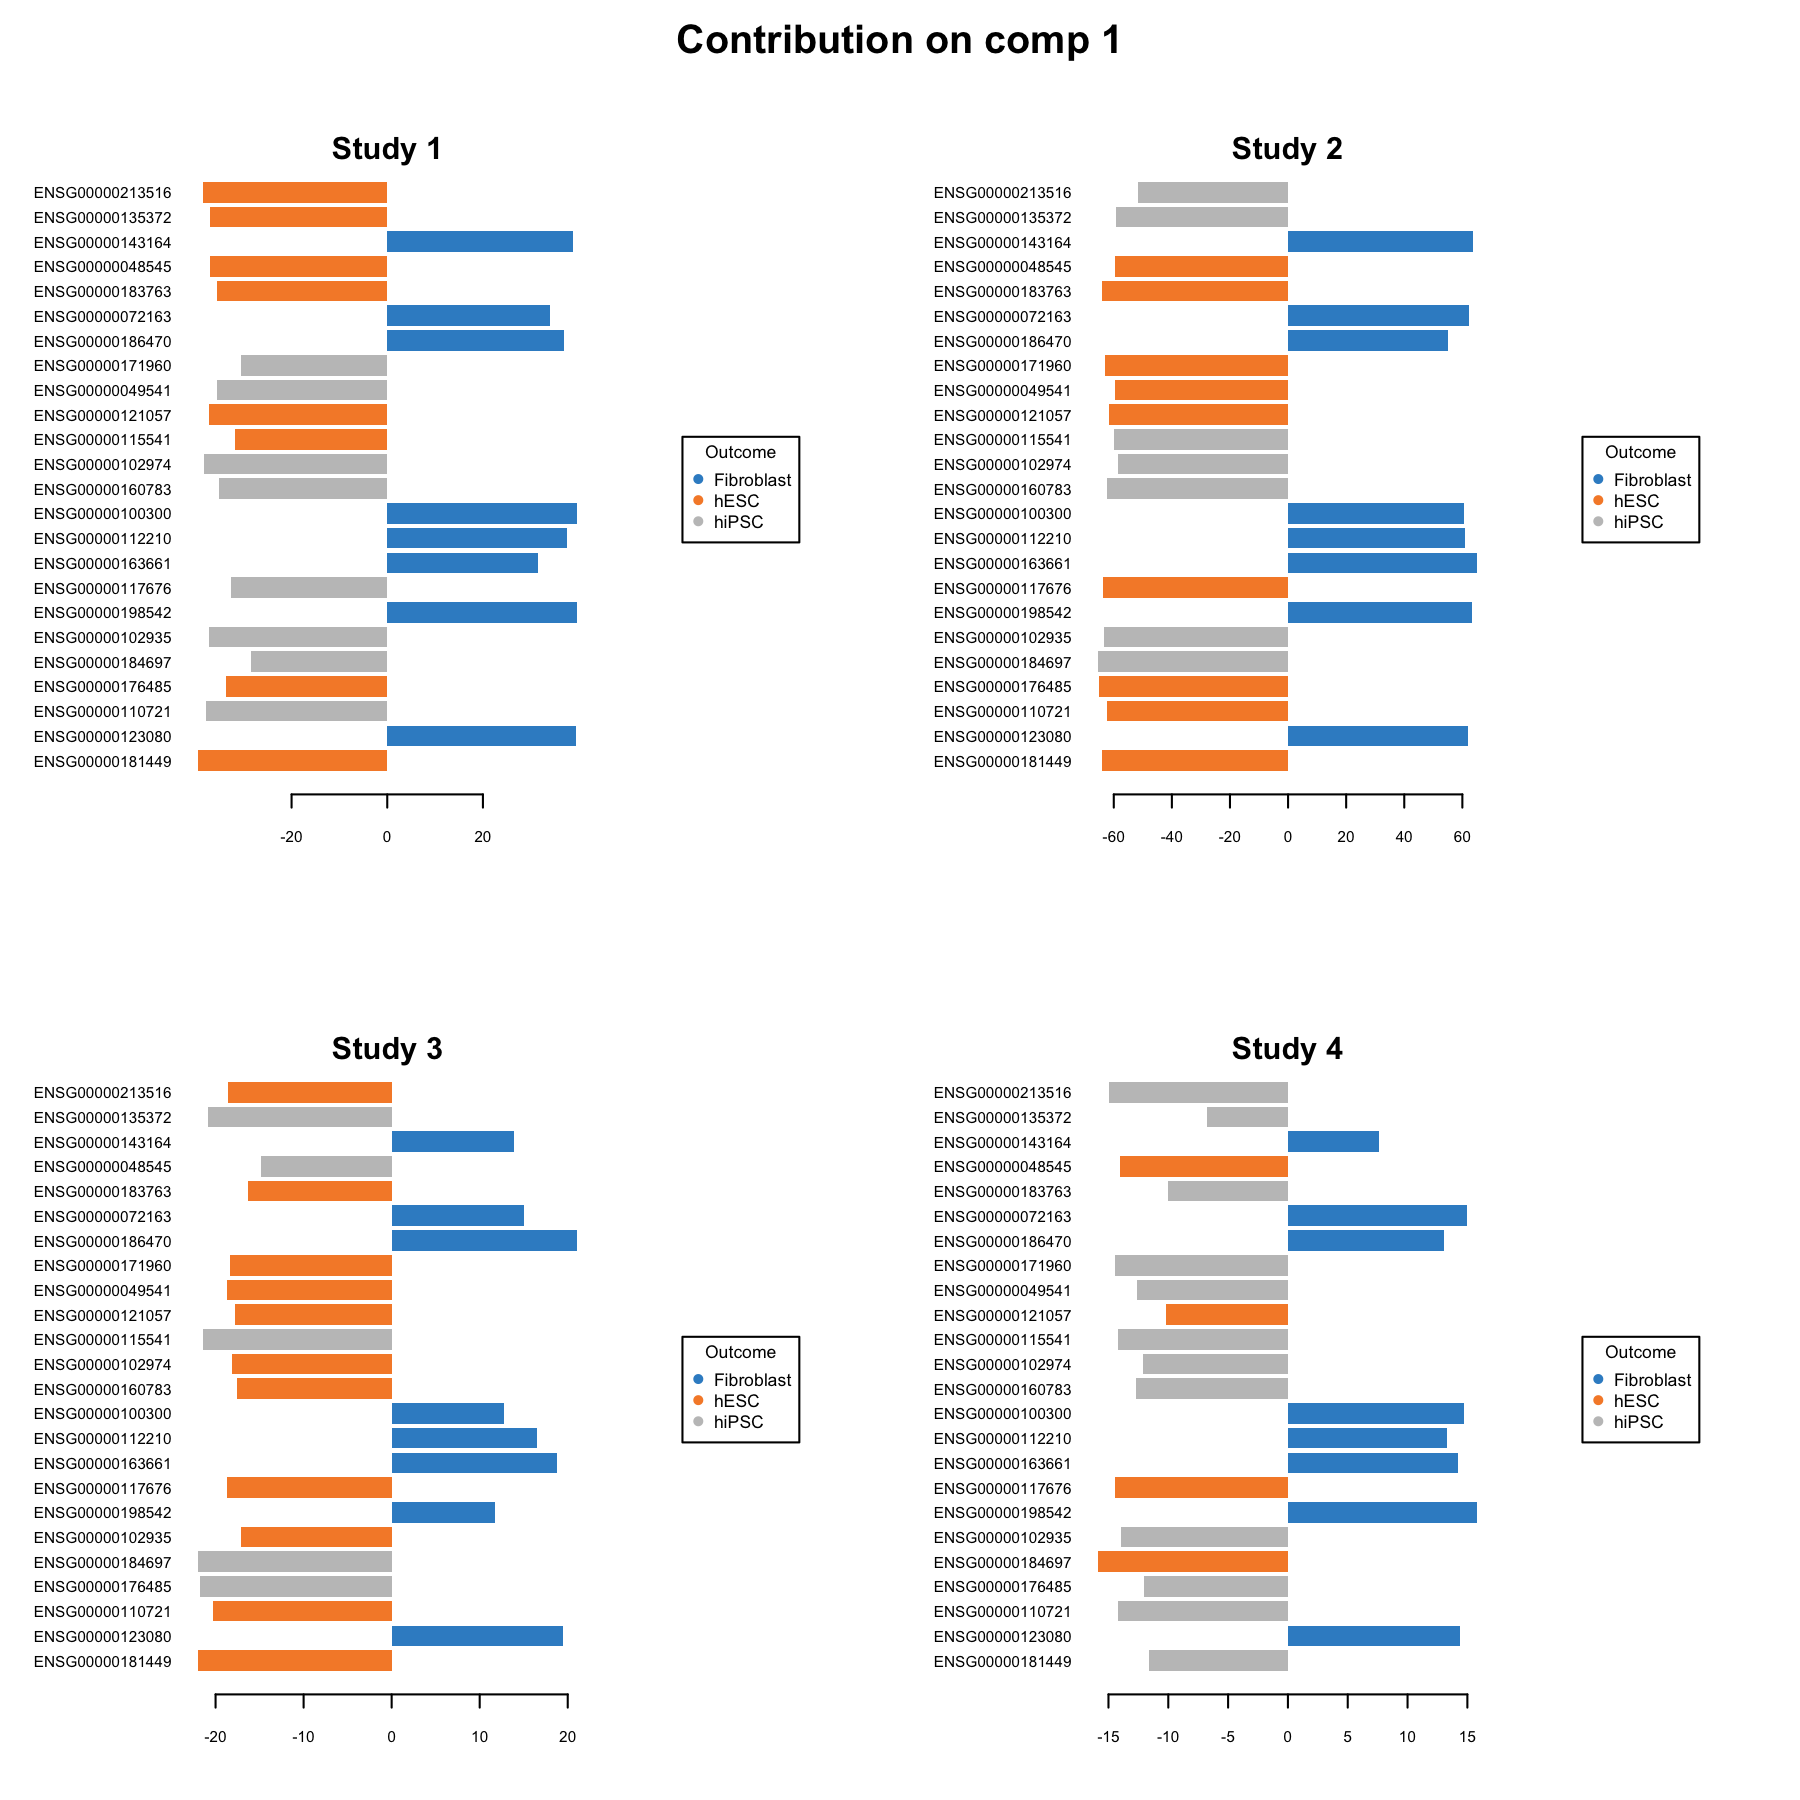 Contribution on comp 1
Study 1
ENSG00000213516
ENSG00000135372
ENSG00000143164
ENSG00000048545
ENSG00000183763
ENSG00000072163
ENSG00000186470
ENSG00000171960
ENSG00000049541
ENSG00000121057
ENSG00000115541
ENSG00000102974
ENSG00000160783
ENSG00000100300
ENSG00000112210
ENSG00000163661
ENSG00000117676
ENSG00000198542
ENSG00000102935
ENSG00000184697
ENSG00000176485
ENSG00000110721
ENSG00000123080
ENSG00000181449
-20 0 20
Outcome
Fibroblast
hESC
hiPSC
Study 2
ENSG00000213516
ENSG00000135372
ENSG00000143164
ENSG00000048545
ENSG00000183763
ENSG00000072163
ENSG00000186470
ENSG00000171960
ENSG00000049541
ENSG00000121057
ENSG00000115541
ENSG00000102974
ENSG00000160783
ENSG00000100300
ENSG00000112210
ENSG00000163661
ENSG00000117676
ENSG00000198542
ENSG00000102935
ENSG00000184697
ENSG00000176485
ENSG00000110721
ENSG00000123080
ENSG00000181449
-60 -40 -20 0 20 40 60
Outcome
Fibroblast
hESC
hiPSC
Study 3
ENSG00000213516
ENSG00000135372
ENSG00000143164
ENSG00000048545
ENSG00000183763
ENSG00000072163
ENSG00000186470
ENSG00000171960
ENSG00000049541
ENSG00000121057
ENSG00000115541
ENSG00000102974
ENSG00000160783
ENSG00000100300
ENSG00000112210
ENSG00000163661
ENSG00000117676
ENSG00000198542
ENSG00000102935
ENSG00000184697
ENSG00000176485
ENSG00000110721
ENSG00000123080
ENSG00000181449
-20 -10 0 10 20
Outcome
Fibroblast
hESC
hiPSC
Study 4
ENSG00000213516
ENSG00000135372
ENSG00000143164
ENSG00000048545
ENSG00000183763
ENSG00000072163
ENSG00000186470
ENSG00000171960
ENSG00000049541
ENSG00000121057
ENSG00000115541
ENSG00000102974
ENSG00000160783
ENSG00000100300
ENSG00000112210
ENSG00000163661
ENSG00000117676
ENSG00000198542
ENSG00000102935
ENSG00000184697
ENSG00000176485
ENSG00000110721
ENSG00000123080
ENSG00000181449
-15 -10 -5 0 5 10 15
Outcome
Fibroblast
hESC
hiPSC